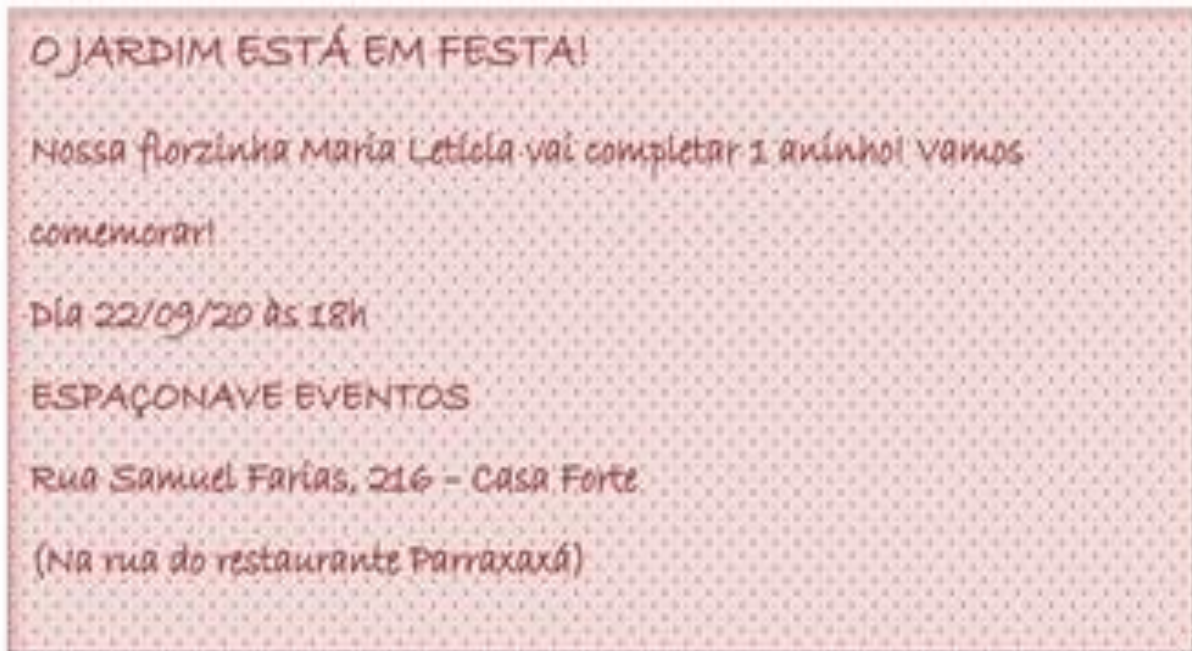 O JARDIM ESTÁ EM FESTA!
Nossa florzinha Maria Letícia vai completar 1 aninho! Vamos
comemorar!
Dia 22/09/20 às 18h
ESPAÇONAVE EVENTOS
Rua Samuel Farias, 216 – Casa Forte
(Na rua do restaurante Parraxaxá)